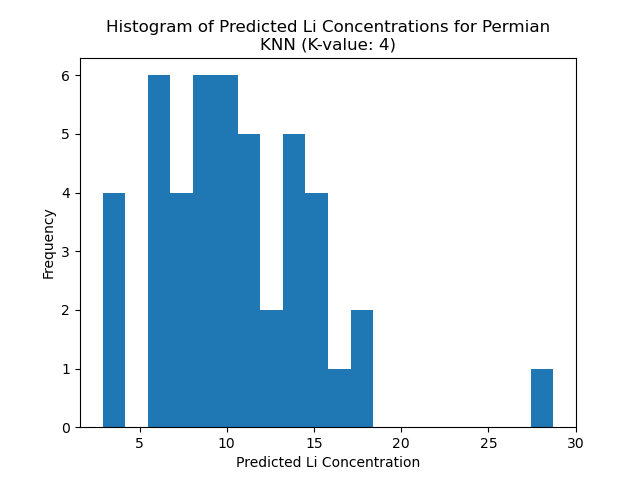 Histogram of Predicted Li Concentrations for Permian
KNN (K-value: 4)
6
5
4
3
2
1
0
Frequency
5 10 15 20 25 30
Predicted Li Concentration